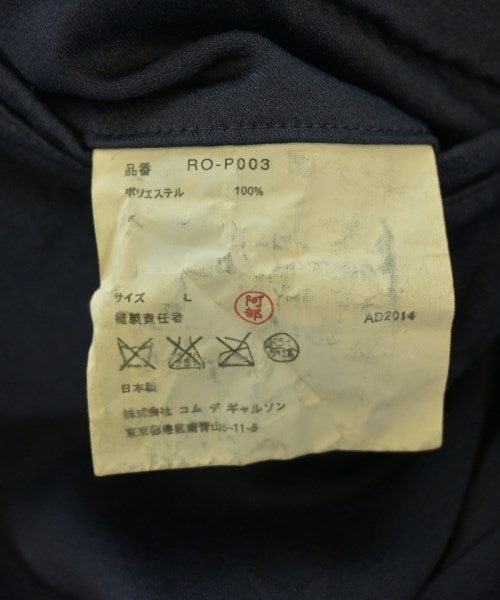 品番 RO-P003
ポリエステル 100%
サイズ L
阿部
縫製責任者 AD2014
日本製
株式会社 コム デ ギャルソン
東京都港区南青山5-11-5